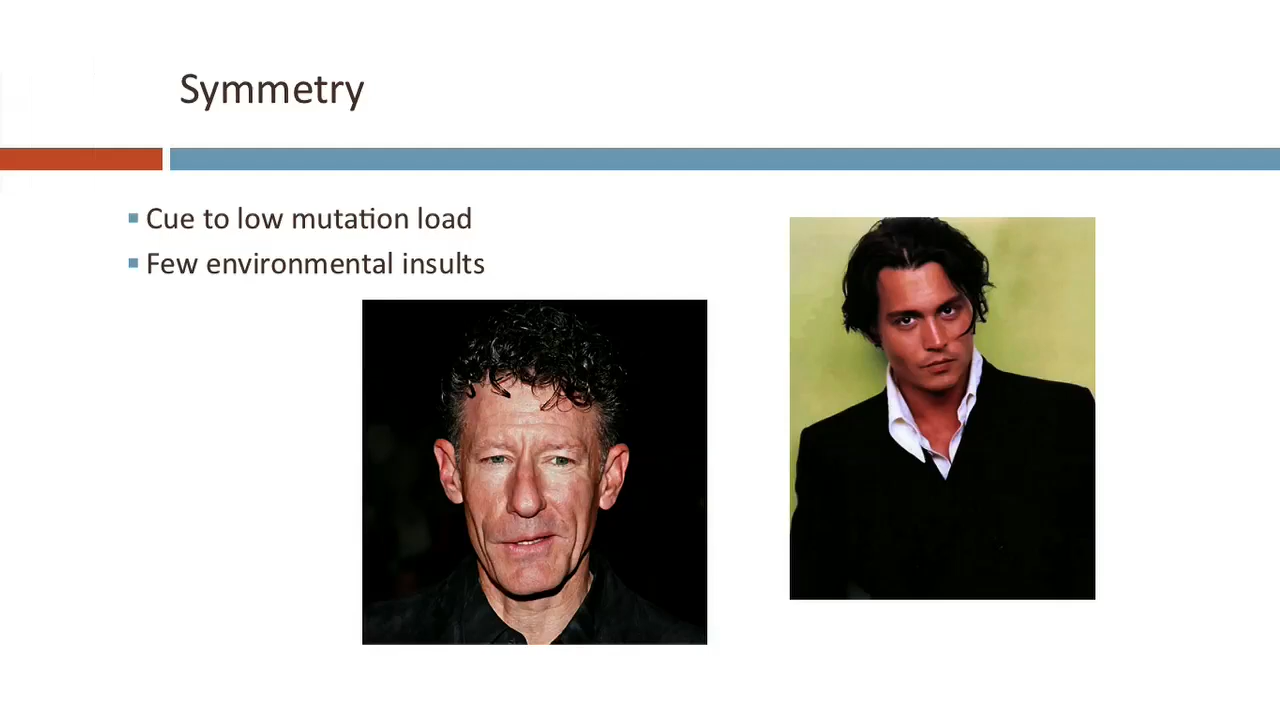 Symmetry
Cue to low mutation load
Few environmental insults